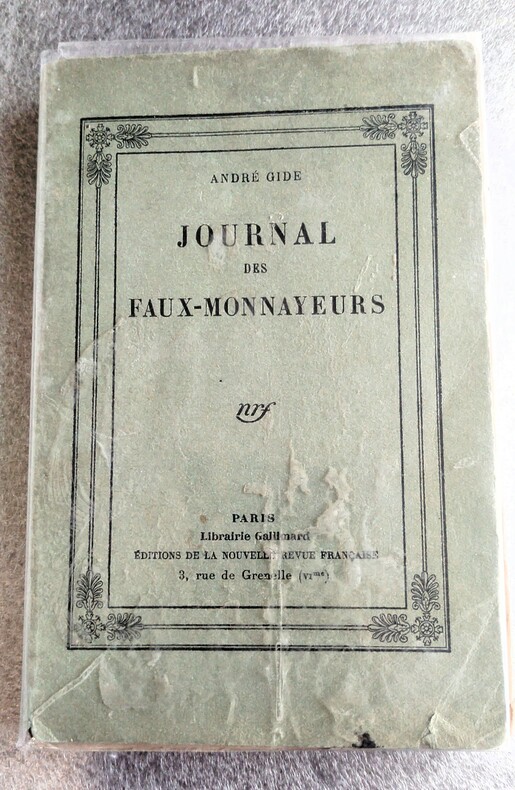 ANDRÉ GIDE
JOURNAL
DES
FAUX-MONNAYEURS
nrf
PARIS
Librairie Gallimard
ÉDITIONS DE LA NOUVELLE REVUE FRANÇAISE
3, rue de Grenelle (VIme)